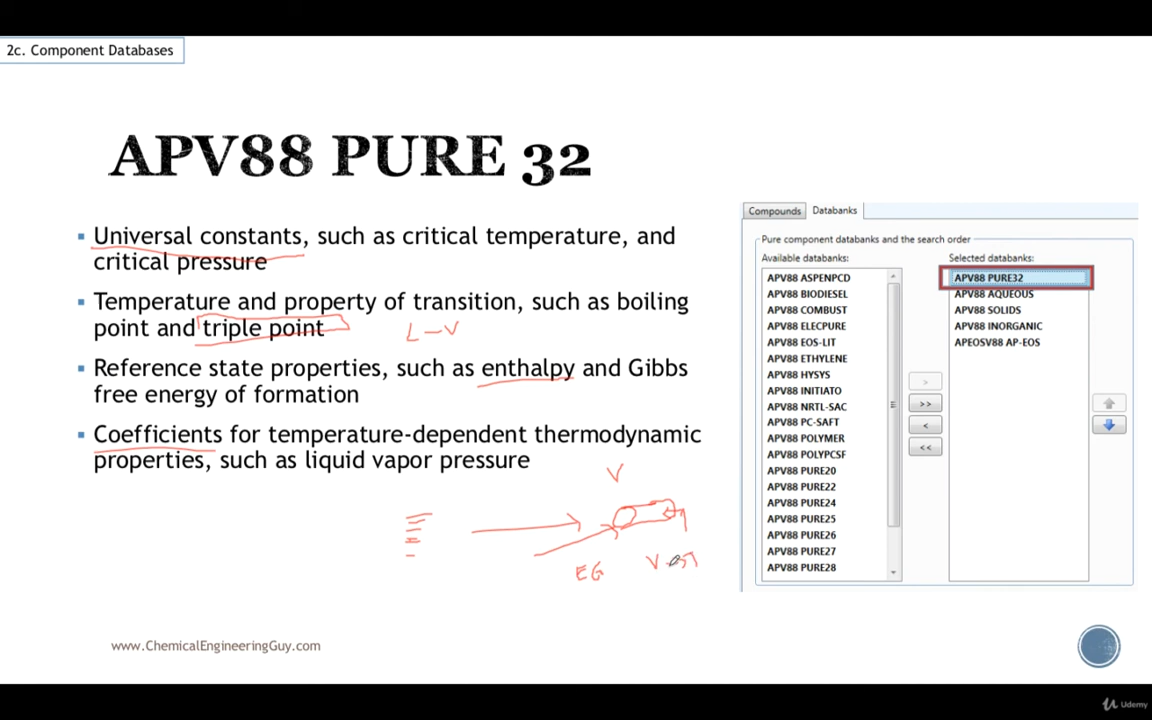 2c. Component Databases
APV88 PURE 32
Universal constants, such as critical temperature, and
critical pressure
Temperature and property of transition, such as boiling
point and triple point
L-V
Reference state properties, such as enthalpy and Gibbs
free energy of formation
Coefficients for temperature-dependent thermodynamic
properties, such as liquid vapor pressure
V
EG
www.ChemicalEngineeringGuy.com
Compounds Databanks
Pure component databanks and the search order
Available databanks:
APV88 ASPENPCD
APV88 BIODIESEL
APV88 COMBUST
APV88 ELECPURE
APV88 EOS-LIT
APV88 ETHYLENE
APV88 HYSYS
APV88 INITIATO
APV88 NRTL-SAC
APV88 PC-SAFT
APV88 POLYMER
APV88 POLYPCSF
APV88 PURE20
APV88 PURE22
APV88 PURE24
APV88 PURE25
APV88 PURE26
APV88 PURE27
APV88 PURE28
>
>>
<
<<
Selected databanks:
APV88 PURE32
APV88 AQUEOUS
APV88 SOLIDS
APV88 INORGANIC
APEOSV88 AP-EOS
Udemy